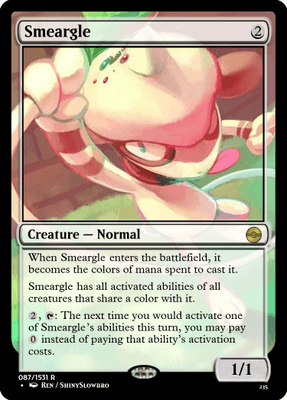 Smeargle 2
Creature — Normal
When Smeargle enters the battlefield, it
becomes the colors of mana spent to cast it.
Smeargle has all activated abilities of all
creatures that share a color with it.
2, T: The next time you would activate one
of Smeargle's abilities this turn, you may pay
0 instead of paying that ability's activation
costs.
1/1
087/1531 R
• Ren / ShinySlowbro